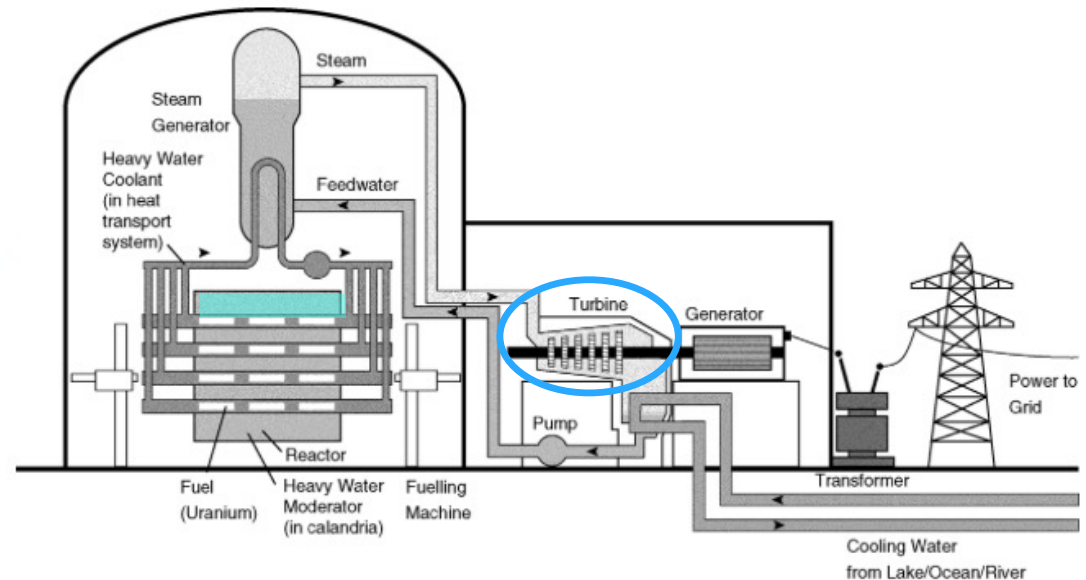 Steam
Steam
Generator
Heavy Water
Coolant
(in heat
transport
system)
Feedwater
Turbine
Generator
Power to
Grid
Pump
Reactor
Fuel
(Uranium)
Heavy Water
Moderator
(in calandria)
Fuelling
Machine
Transformer
Cooling Water
from Lake/Ocean/River